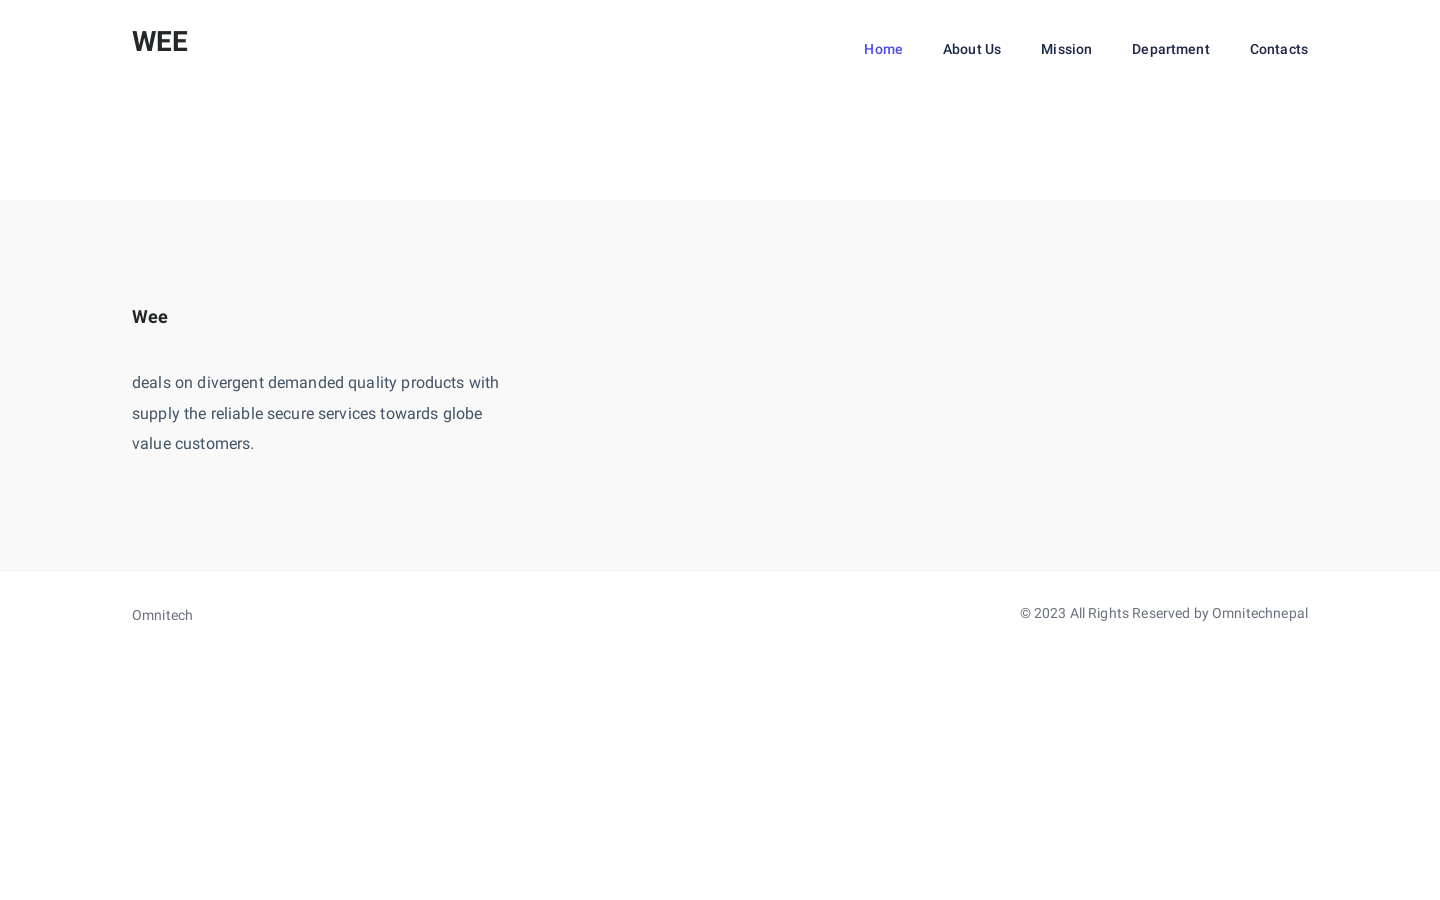 WEE
Home About Us Mission Department Contacts
Wee
deals on divergent demanded quality products with
supply the reliable secure services towards globe
value customers.
Omnitech
© 2023 All Rights Reserved by Omnitechnepal